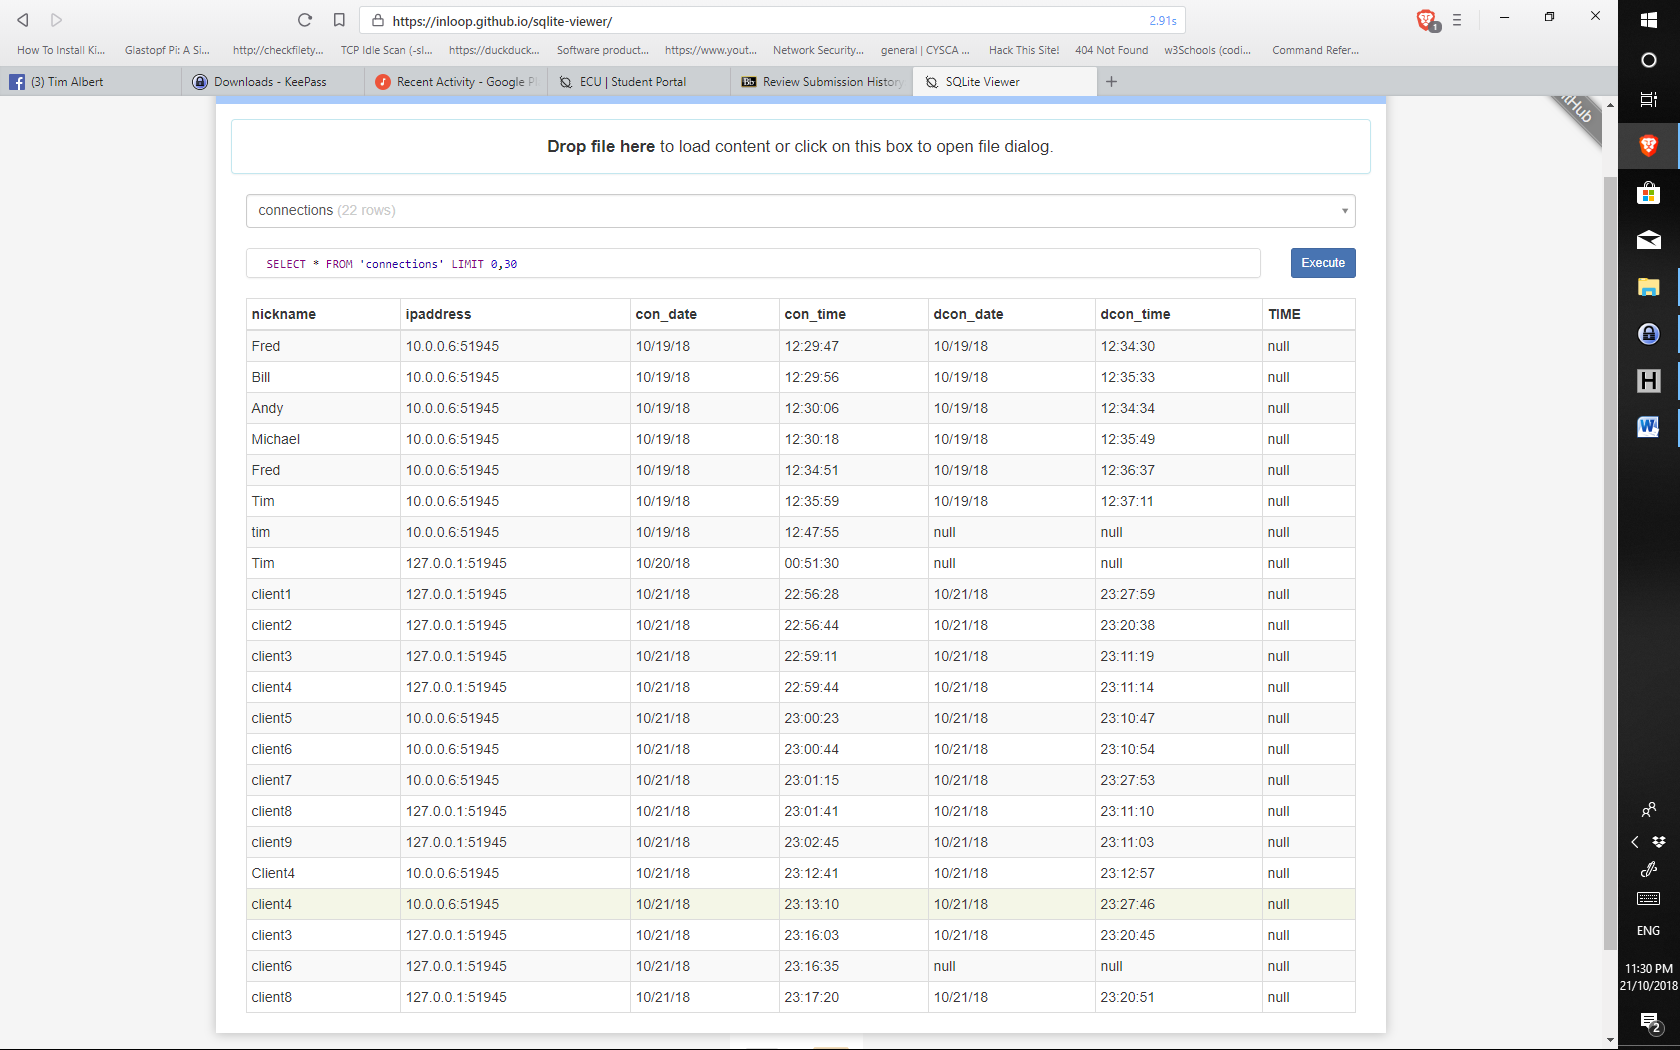 https://inloop.github.io/sqlite-viewer/ 2.91s 1
How To Install Ki... Glastopf Pi: A Si... http://checkfilety... TCP Idle Scan (-sl... https://duckduck... Software product... https://www.yout... Network Security... general | CYSCA ... Hack This Site! 404 Not Found w3Schools (codi... Command Refer...
(3) Tim Albert Downloads - KeePass Recent Activity - Google Pl ECU | Student Portal Bb Review Submission History SQLite Viewer
Drop file here to load content or click on this box to open file dialog.
connections (22 rows)
SELECT * FROM 'connections' LIMIT 0,30 Execute
nickname ipaddress con_date con_time dcon_date dcon_time TIME
Fred 10.0.0.6:51945 10/19/18 12:29:47 10/19/18 12:34:30 null
Bill 10.0.0.6:51945 10/19/18 12:29:56 10/19/18 12:35:33 null
Andy 10.0.0.6:51945 10/19/18 12:30:06 10/19/18 12:34:34 null
Michael 10.0.0.6:51945 10/19/18 12:30:18 10/19/18 12:35:49 null
Fred 10.0.0.6:51945 10/19/18 12:34:51 10/19/18 12:36:37 null
Tim 10.0.0.6:51945 10/19/18 12:35:59 10/19/18 12:37:11 null
tim 10.0.0.6:51945 10/19/18 12:47:55 null null null
Tim 127.0.0.1:51945 10/20/18 00:51:30 null null null
client1 127.0.0.1:51945 10/21/18 22:56:28 10/21/18 23:27:59 null
client2 127.0.0.1:51945 10/21/18 22:56:44 10/21/18 23:20:38 null
client3 127.0.0.1:51945 10/21/18 22:59:11 10/21/18 23:11:19 null
client4 127.0.0.1:51945 10/21/18 22:59:44 10/21/18 23:11:14 null
client5 10.0.0.6:51945 10/21/18 23:00:23 10/21/18 23:10:47 null
client6 10.0.0.6:51945 10/21/18 23:00:44 10/21/18 23:10:54 null
client7 10.0.0.6:51945 10/21/18 23:01:15 10/21/18 23:27:53 null
client8 127.0.0.1:51945 10/21/18 23:01:41 10/21/18 23:11:10 null
client9 127.0.0.1:51945 10/21/18 23:02:45 10/21/18 23:11:03 null
Client4 10.0.0.6:51945 10/21/18 23:12:41 10/21/18 23:12:57 null
client4 10.0.0.6:51945 10/21/18 23:13:10 10/21/18 23:27:46 null
client3 127.0.0.1:51945 10/21/18 23:16:03 10/21/18 23:20:45 null
client6 127.0.0.1:51945 10/21/18 23:16:35 null null null
client8 127.0.0.1:51945 10/21/18 23:17:20 10/21/18 23:20:51 null
H
W
ENG
11:30 PM
21/10/2018
2